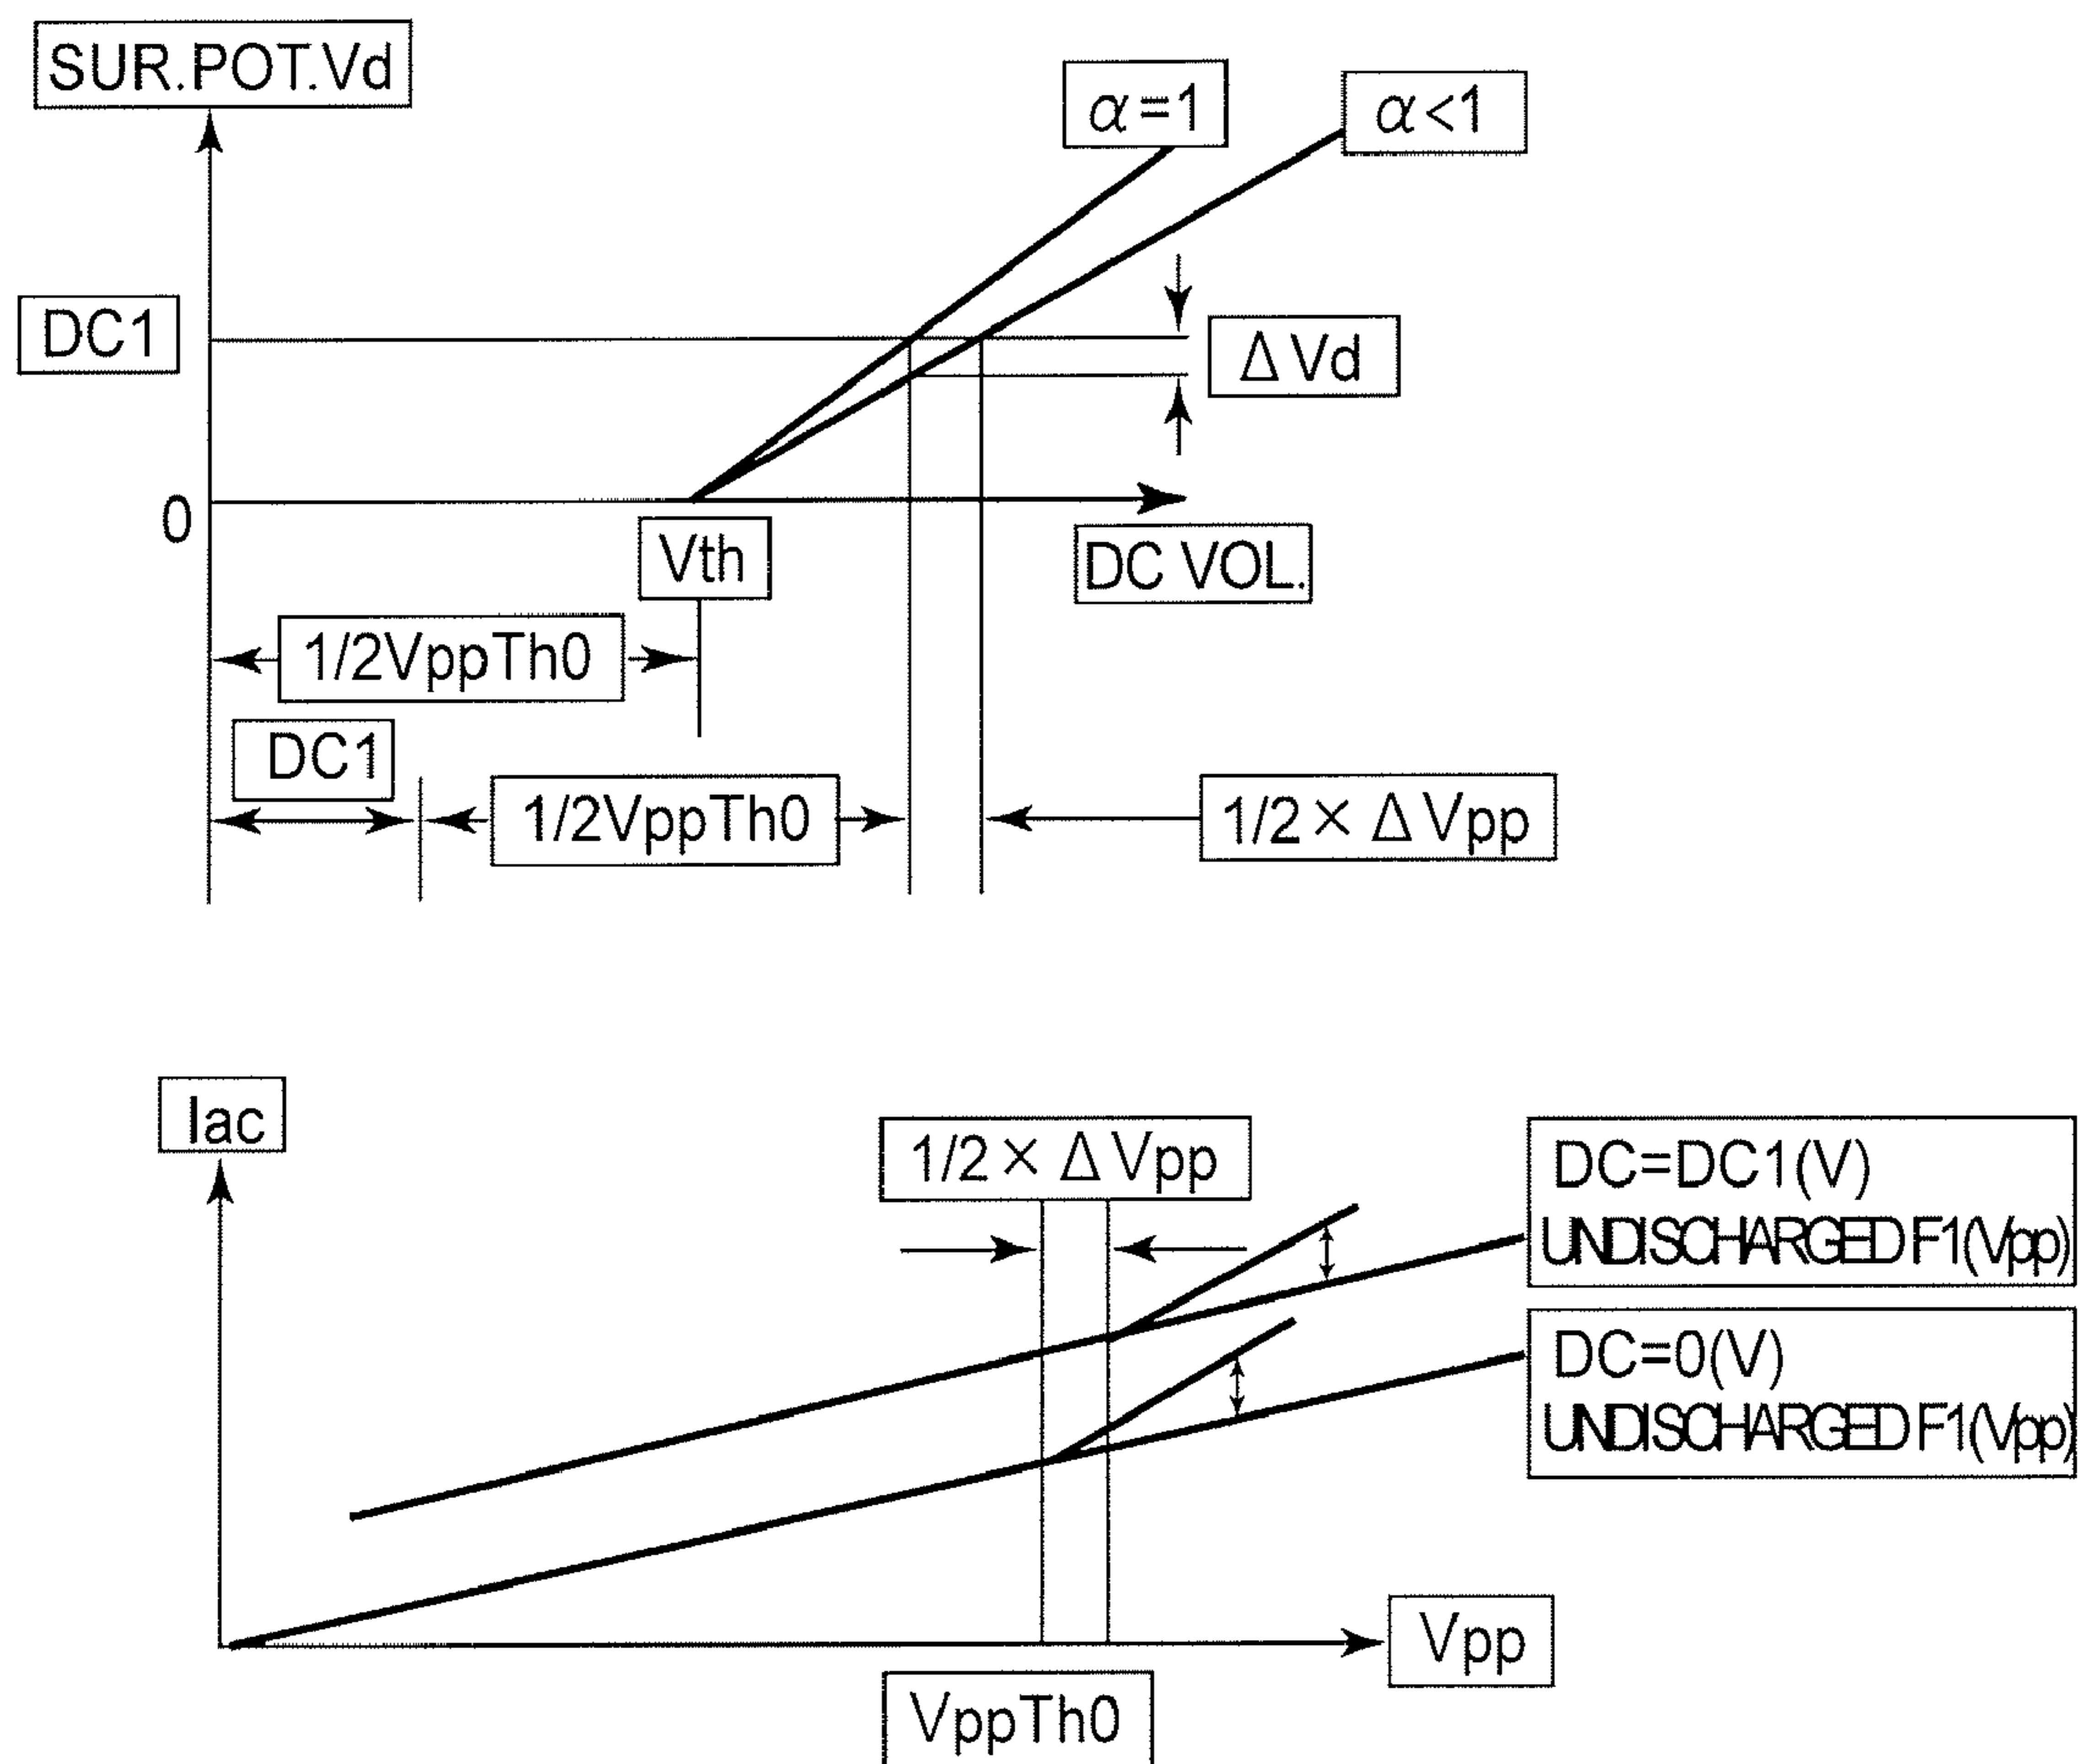 SUR.POT.Vd
α=1
α<1
DC1
ΔVd
0
Vth
DC VOL.
1/2VppTh0
DC1
1/2VppTh0
1/2×ΔVpp
Iac
1/2×ΔVpp
DC=DC1(V)
UNDISCHARGED F1(Vpp)
DC=0(V)
UNDISCHARGED F1(Vpp)
Vpp
VppTh0